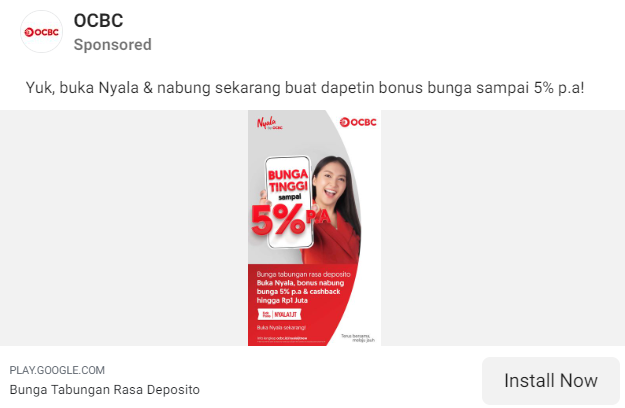 OCBC
OCBC
Sponsored
Yuk, buka Nyala & nabung sekarang buat dapetin bonus bunga sampai 5% p.a!
Nyala
by OCBC
OCBC
BUNGA
TINGGI
sampai
5% P.A
Bunga tabungan rasa deposito
Buka Nyala, bonus nabung
bunga 5% p.a & cashback
hingga Rp1 Juta
NYALA1JT
Buka Nyala sekarang!
Terus bersama,
melaju jauh
PLAY.GOOGLE.COM
Bunga Tabungan Rasa Deposito
Install Now